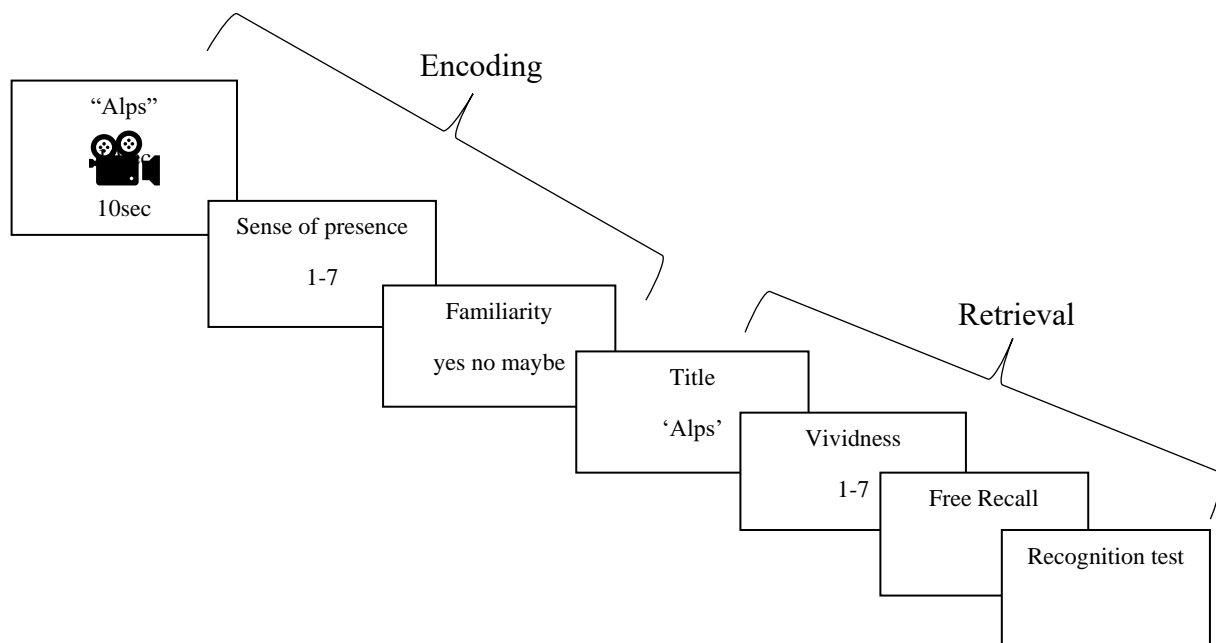 Encoding
“Alps”
10sec
Sense of presence
1-7
Familiarity
yes no maybe
Retrieval
Title
‘Alps’
Vividness
1-7
Free Recall
Recognition test